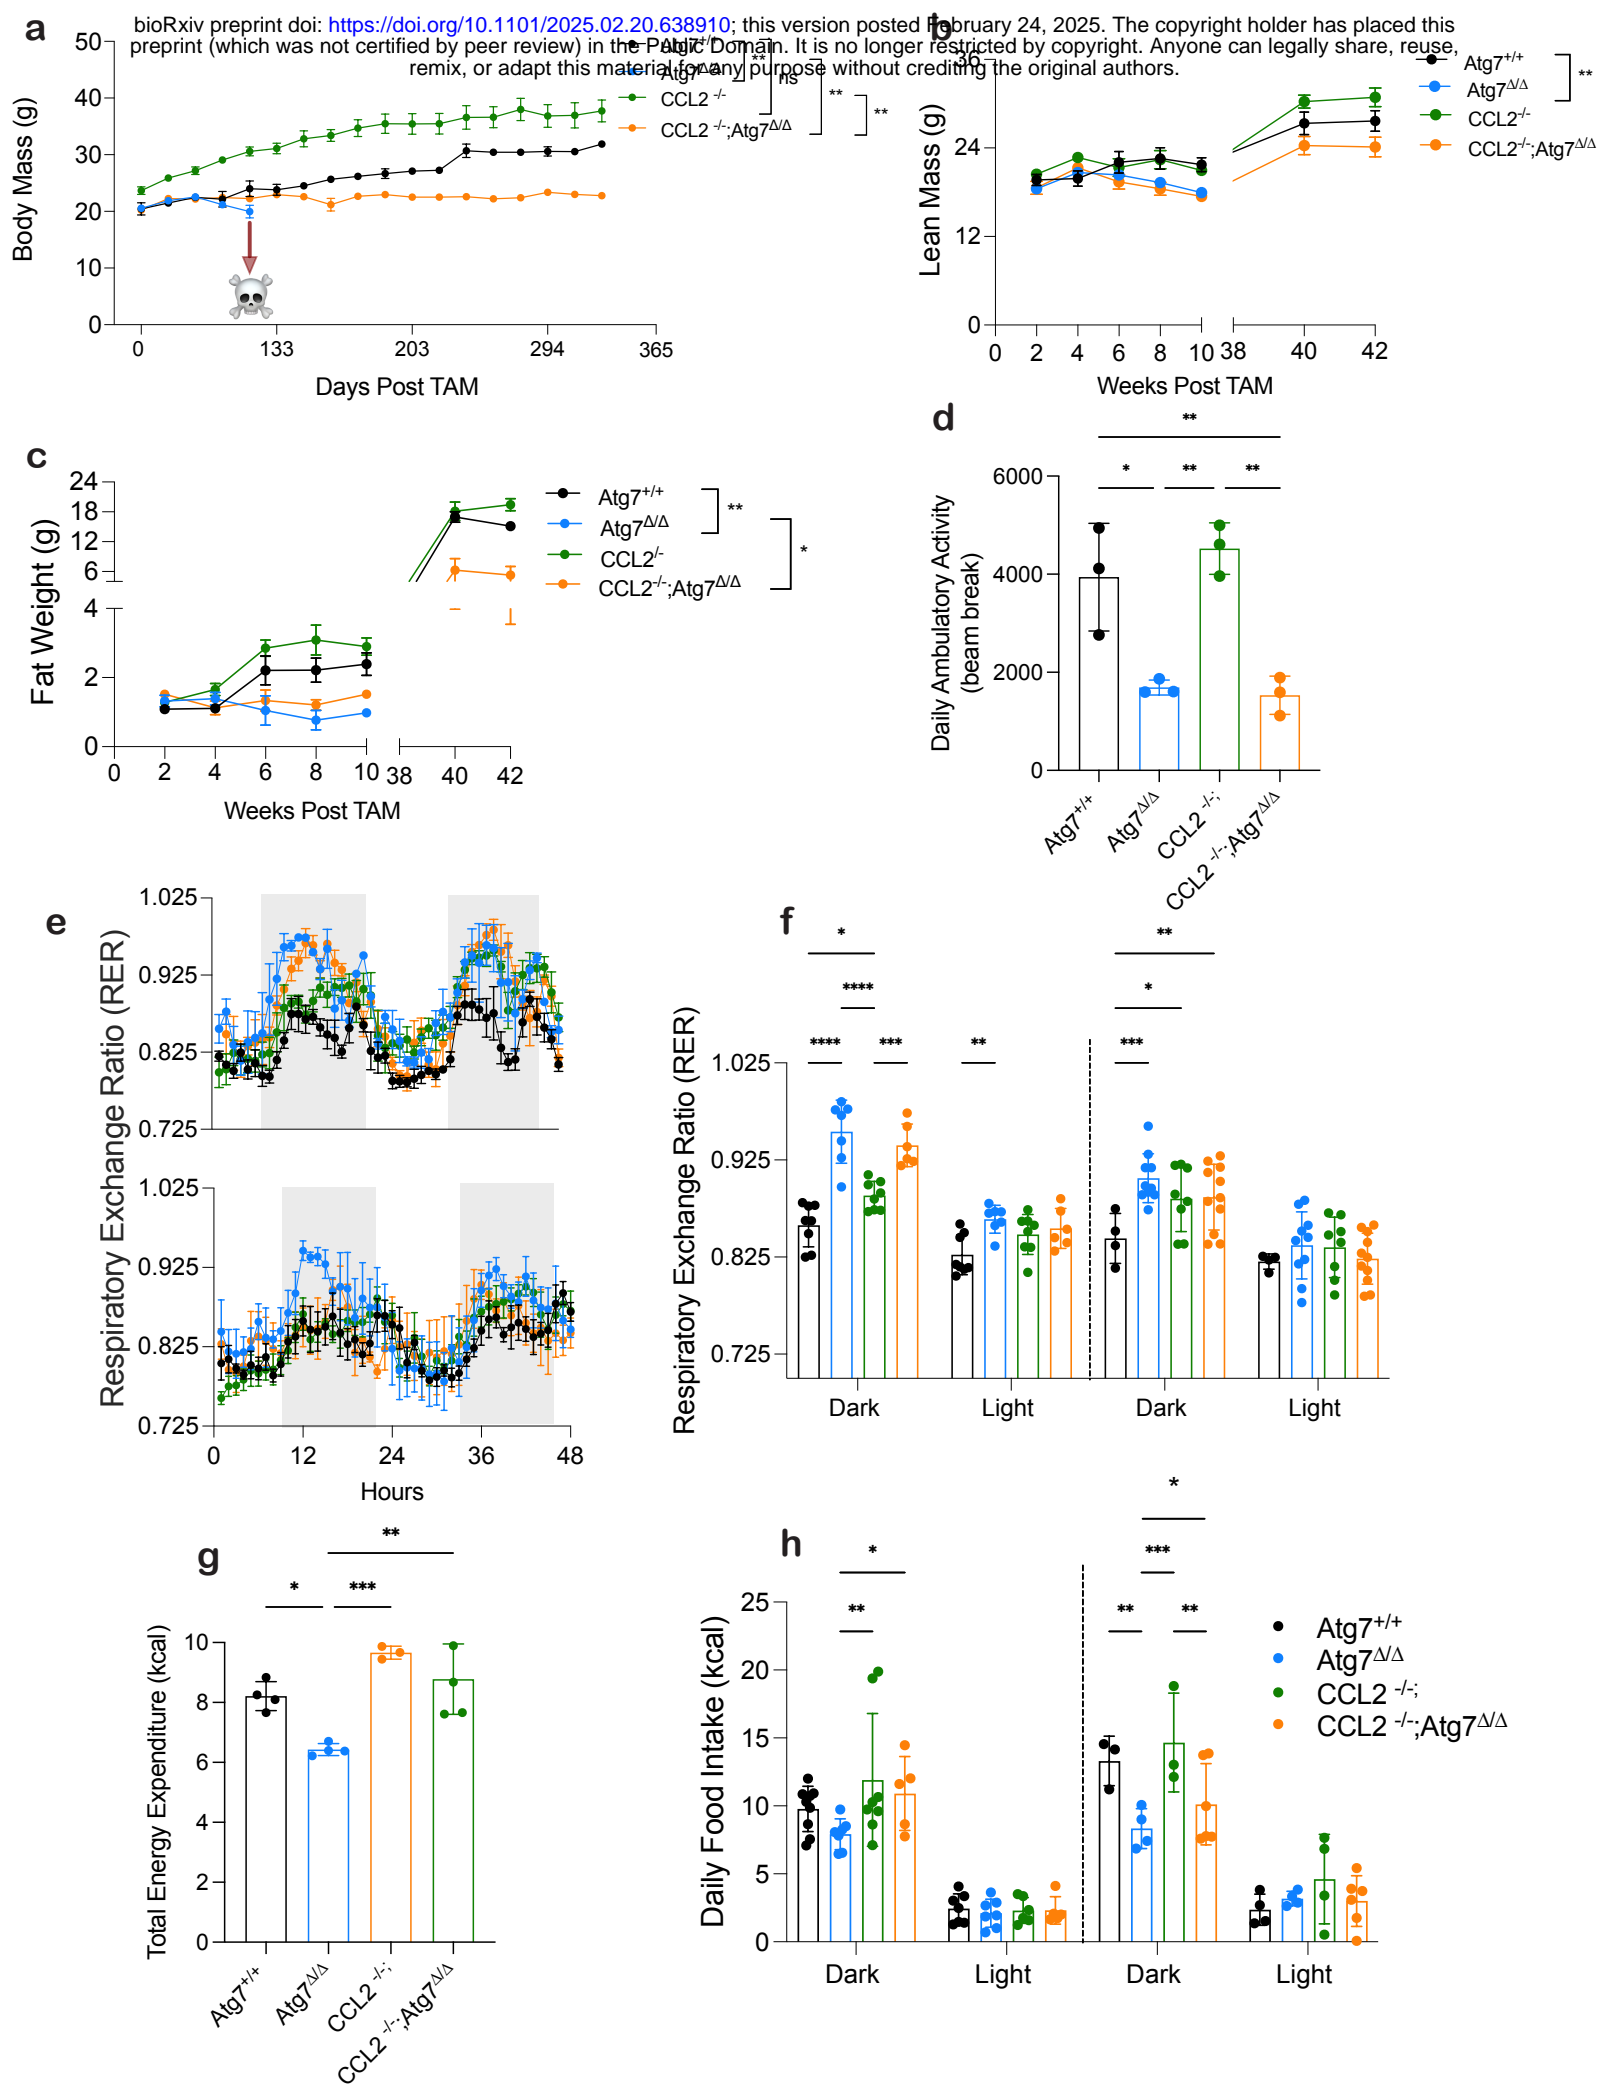 bioRxiv preprint doi: https://doi.org/10.1101/2025.02.20.638910; this version posted February 24, 2025. The copyright holder has placed this
preprint (which was not certified by peer review) in the Public Domain. It is no longer restricted by copyright. Anyone can legally share, reuse,
remix, or adapt this material for any purpose without crediting the original authors.
a
Body Mass (g)
50
40
30
20
10
0
0 133 203 294 365
Days Post TAM
Atg7+/+
Atg7Δ/Δ
CCL2 -/-
CCL2 -/-;Atg7Δ/Δ
** ns ** **
b
Lean Mass (g)
36
24
12
0
0 2 4 6 8 10 38 40 42
Weeks Post TAM
Atg7+/+
Atg7Δ/Δ
CCL2-/-
CCL2-/-;Atg7Δ/Δ
**
c
Fat Weight (g)
24
18
12
6
4
2
0
0 2 4 6 8 10 38 40 42
Weeks Post TAM
Atg7+/+
Atg7Δ/Δ
CCL2/-
CCL2-/-;Atg7Δ/Δ
**
*
d
Daily Ambulatory Activity
(beam break)
**
* ** **
6000
4000
2000
0
Atg7+/+
Atg7Δ/Δ
CCL2 -/-;
CCL2 -/-;Atg7Δ/Δ
e
Respiratory Exchange Ratio (RER)
1.025
0.925
0.825
0.725
1.025
0.925
0.825
0.725
0 12 24 36 48
Hours
f
Respiratory Exchange Ratio (RER)
* **
**** *
**** *** ** ***
1.025
0.925
0.825
0.725
Dark Light Dark Light
g
Total Energy Expenditure (kcal)
**
* ***
10
8
6
4
2
0
Atg7+/+
Atg7Δ/Δ
CCL2 -/-;
CCL2 -/-;Atg7Δ/Δ
h
Daily Food Intake (kcal)
*
* ***
** ** **
25
20
15
10
5
0
Dark Light Dark Light
Atg7+/+
Atg7Δ/Δ
CCL2 -/-;
CCL2 -/-;Atg7Δ/Δ